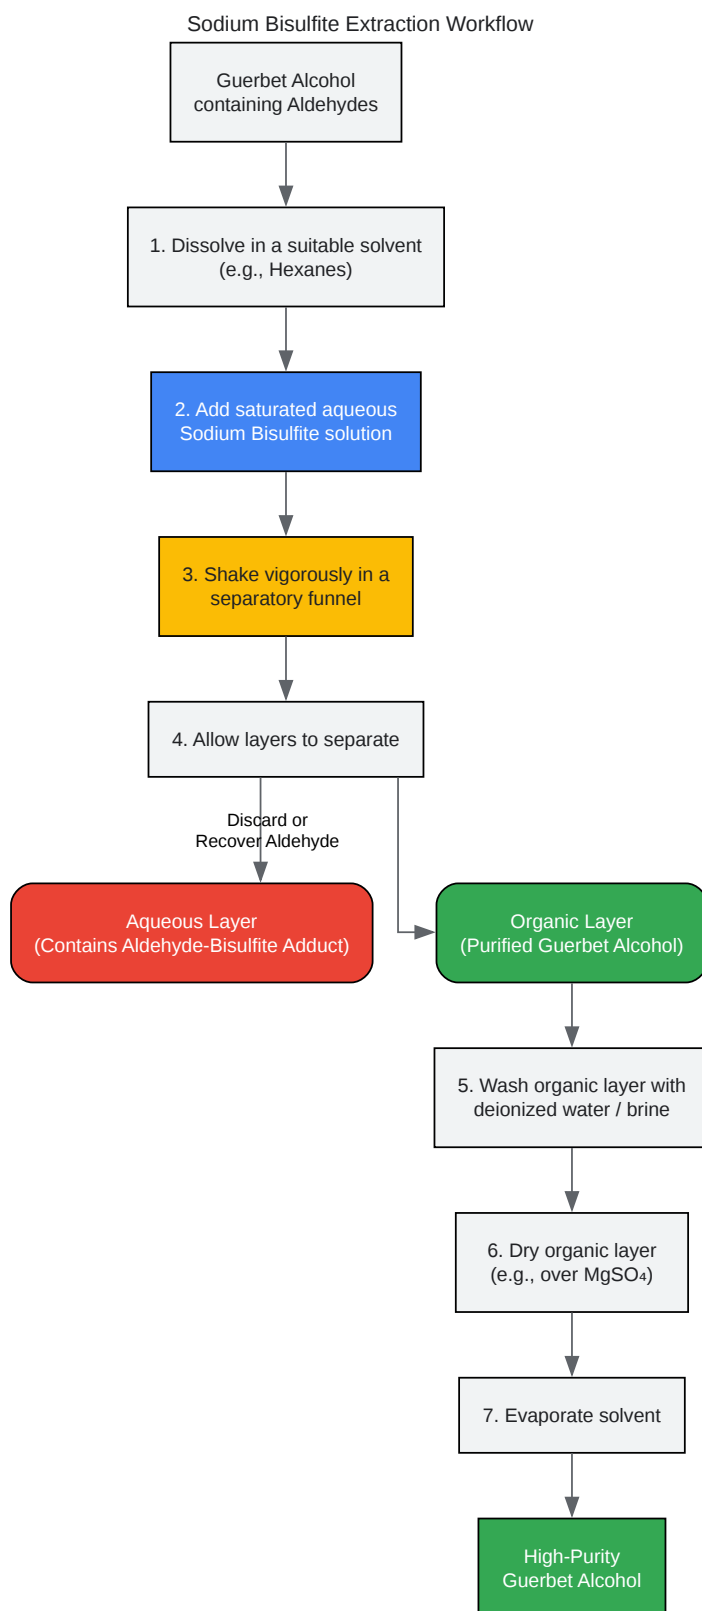 Sodium Bisulfite Extraction Workflow
Guerbet Alcohol
containing Aldehydes
1. Dissolve in a suitable solvent
(e.g., Hexanes)
2. Add saturated aqueous
Sodium Bisulfite solution
3. Shake vigorously in a
separatory funnel
4. Allow layers to separate
Discard or
Recover Aldehyde
Aqueous Layer
(Contains Aldehyde-Bisulfite Adduct)
Organic Layer
(Purified Guerbet Alcohol)
5. Wash organic layer with
deionized water / brine
6. Dry organic layer
(e.g., over MgSO₄)
7. Evaporate solvent
High-Purity
Guerbet Alcohol